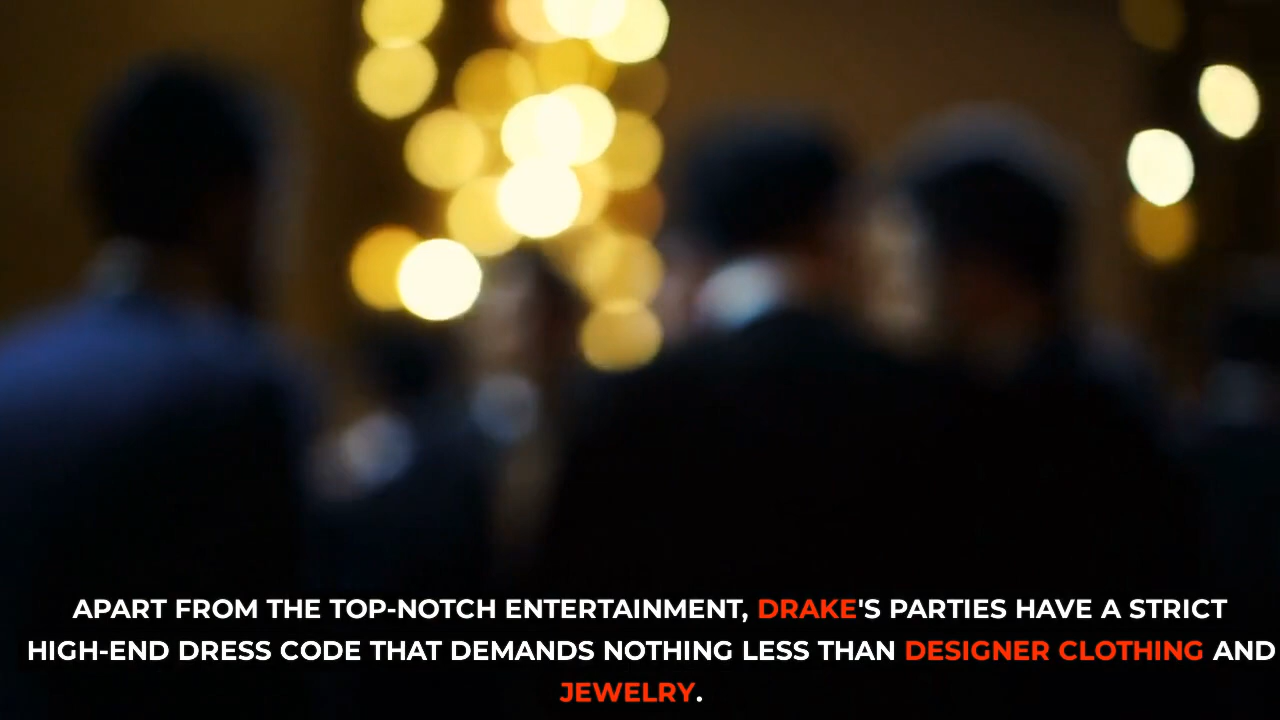 APART FROM THE TOP-NOTCH ENTERTAINMENT, DRAKE'S PARTIES HAVE A STRICT
HIGH-END DRESS CODE THAT DEMANDS NOTHING LESS THAN DESIGNER CLOTHING AND
JEWELRY.